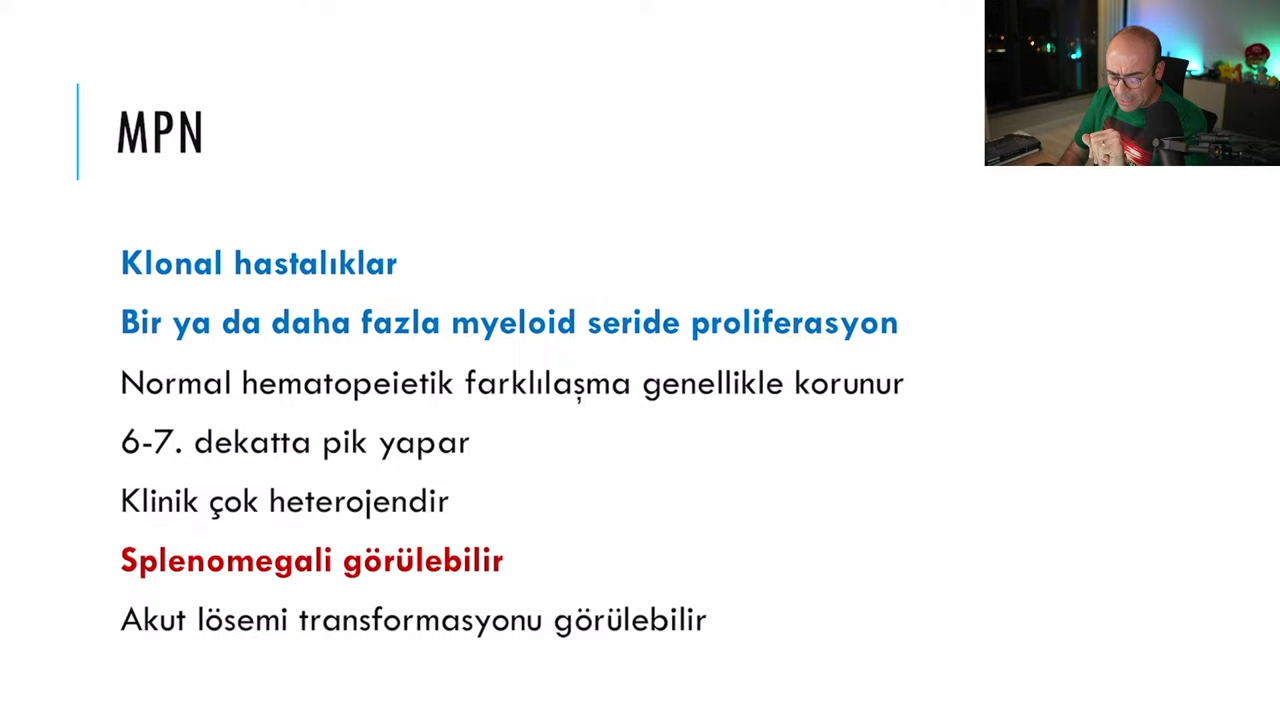 MPN
Klonal hastalıklar
Bir ya da daha fazla myeloid seride proliferasyon
Normal hematopeietik farklılaşma genellikle korunur
6-7. dekatta pik yapar
Klinik çok heterojendir
Splenomegali görülebilir
Akut lösemi transformasyonu görülebilir